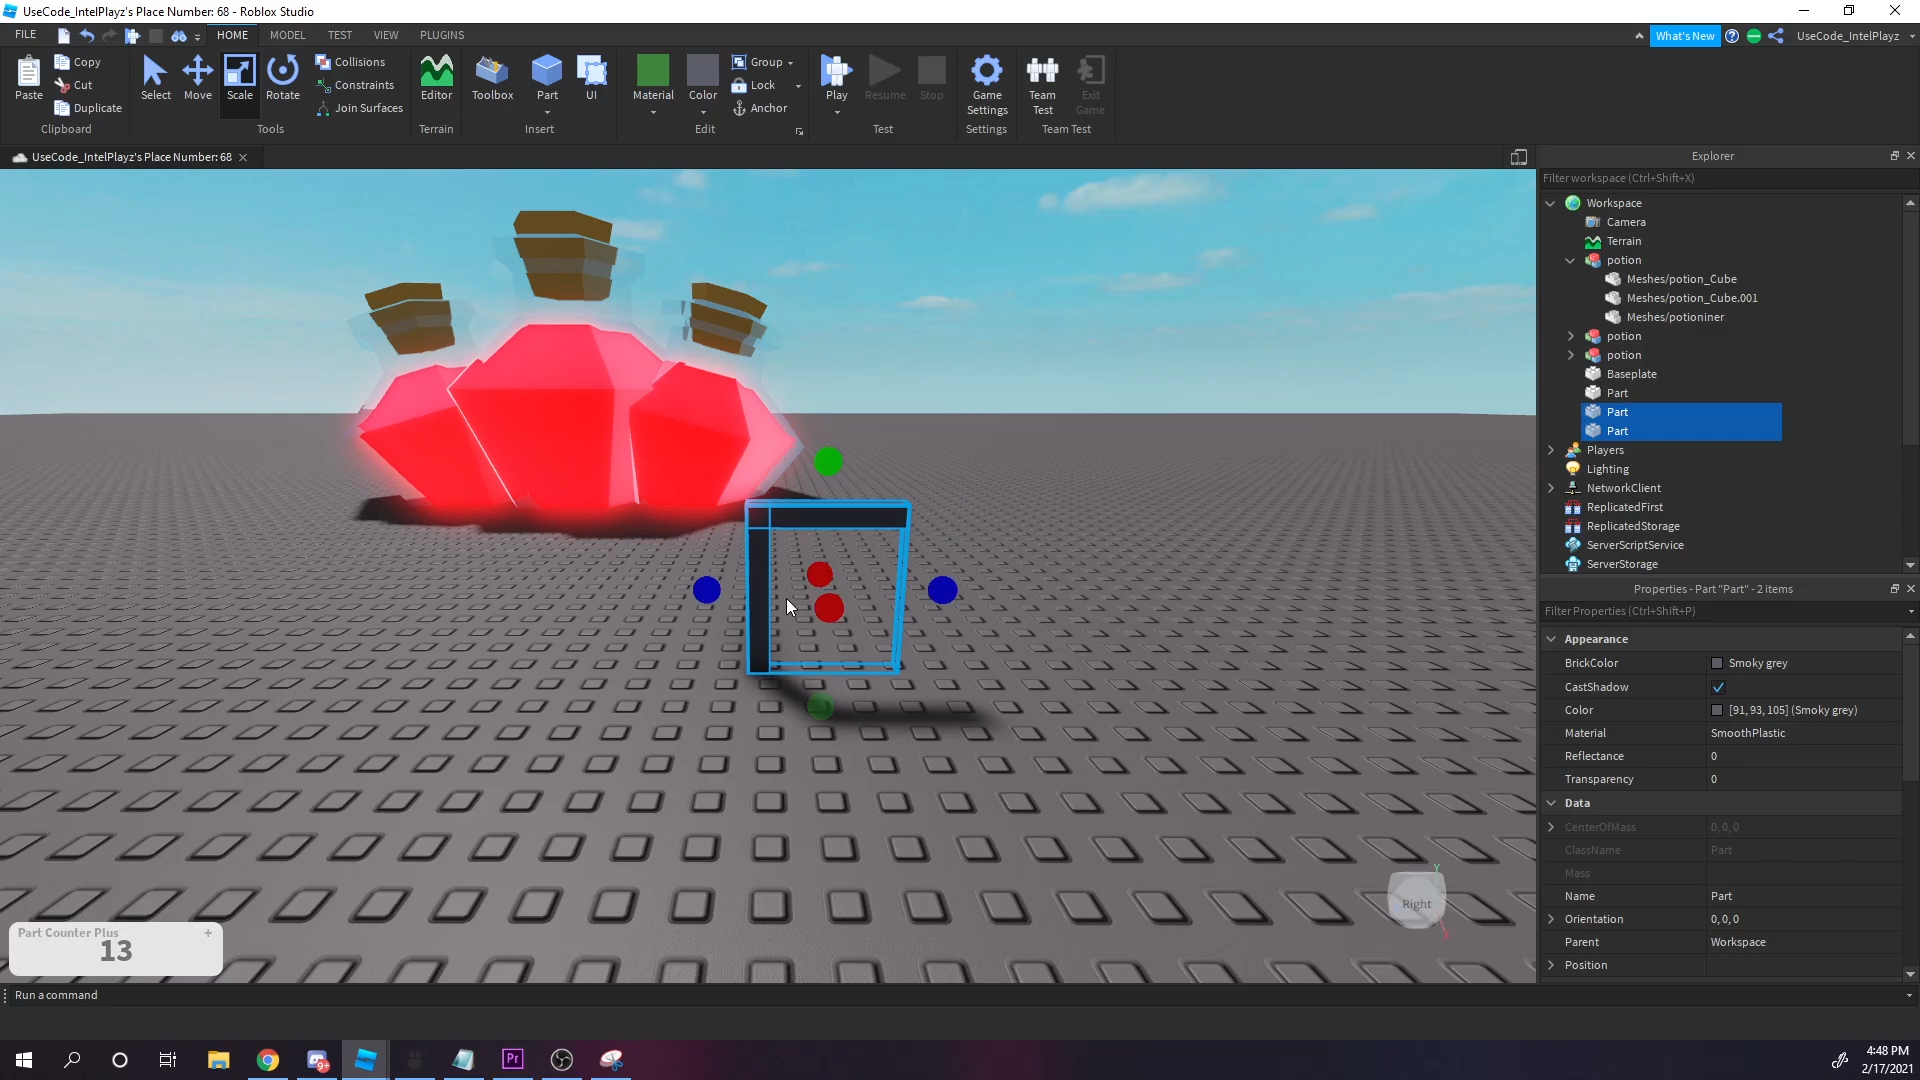 UseCode_IntelPlayz's Place Number: 68 - Roblox Studio
FILE HOME MODEL TEST VIEW PLUGINS What's New UseCode_IntelPlayz
Paste Copy Cut Duplicate Select Move Scale Rotate Collisions Constraints Join Surfaces Editor Toolbox Part UI Material Color Group Lock Anchor Play Resume Stop Game Settings Team Test Exit Game
Clipboard Tools Terrain Insert Edit Test Settings Team Test
UseCode_IntelPlayz's Place Number: 68
Explorer
Filter workspace (Ctrl+Shift+X)
Workspace
Camera
Terrain
potion
Meshes/potion_Cube
Meshes/potion_Cube.001
Meshes/potioniner
potion
potion
Baseplate
Part
Part
Part
Players
Lighting
NetworkClient
ReplicatedFirst
ReplicatedStorage
ServerScriptService
ServerStorage
Properties - Part "Part" - 2 items
Filter Properties (Ctrl+Shift+P)
Appearance
BrickColor Smoky grey
CastShadow
Color [91, 93, 105] (Smoky grey)
Material SmoothPlastic
Reflectance 0
Transparency 0
Data
CenterOfMass 0, 0, 0
ClassName Part
Mass
Name Part
Orientation 0, 0, 0
Parent Workspace
Position
Y
Right
Part Counter Plus +
13
Run a command
9+
Pr
4:48 PM
2/17/2021